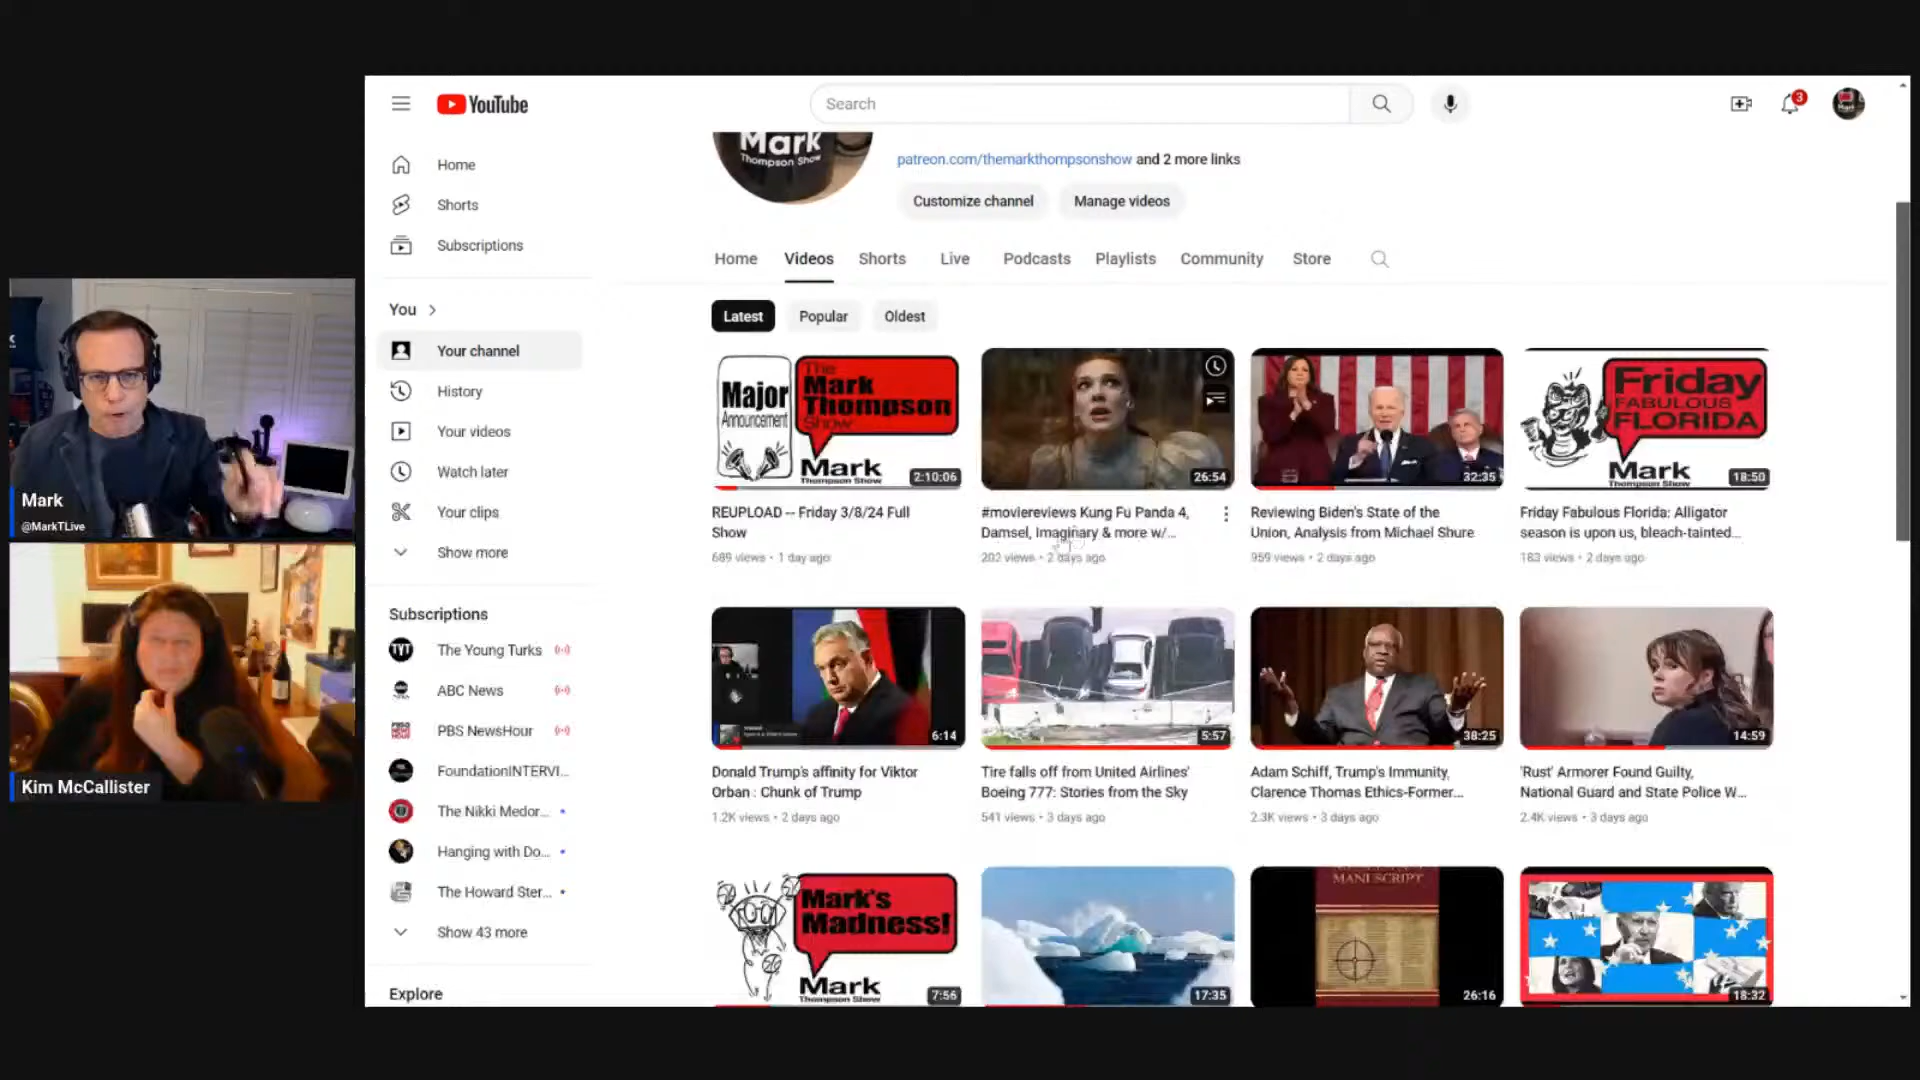 YouTube
Search
3
Home
Shorts
Subscriptions
You
Your channel
History
Your videos
Watch later
Your clips
Show more
Subscriptions
The Young Turks
ABC News
PBS NewsHour
FoundationINTERVI...
The Nikki Medor...
Hanging with Do...
The Howard Ster...
Show 43 more
Explore
Mark
Thompson Show
patreon.com/themarkthompsonshow and 2 more links
Customize channel
Manage videos
Home
Videos
Shorts
Live
Podcasts
Playlists
Community
Store
Latest
Popular
Oldest
Major
Announcement
The
Mark
Thompson
Show
Mark
Thompson Show
2:10:06
REUPLOAD -- Friday 3/8/24 Full
Show
689 views • 1 day ago
26:54
#moviereviews Kung Fu Panda 4,
Damsel, Imaginary & more w/...
202 views • 2 days ago
32:35
Reviewing Biden's State of the
Union, Analysis from Michael Shure
959 views • 2 days ago
Friday
FABULOUS
FLORIDA
Mark
Thompson Show
18:50
Friday Fabulous Florida: Alligator
season is upon us, bleach-tainted...
183 views • 2 days ago
6:14
Donald Trump's affinity for Viktor
Orban : Chunk of Trump
1.2K views • 2 days ago
5:57
Tire falls off from United Airlines'
Boeing 777: Stories from the Sky
541 views • 3 days ago
38:25
Adam Schiff, Trump's Immunity,
Clarence Thomas Ethics-Former...
2.3K views • 3 days ago
14:59
'Rust' Armorer Found Guilty,
National Guard and State Police W...
2.4K views • 3 days ago
Mark's
Madness!
Mark
Thompson Show
7:56
17:35
MANUSCRIPT
26:16
18:32
Mark
@MarkTLive
Kim McCallister
TYT